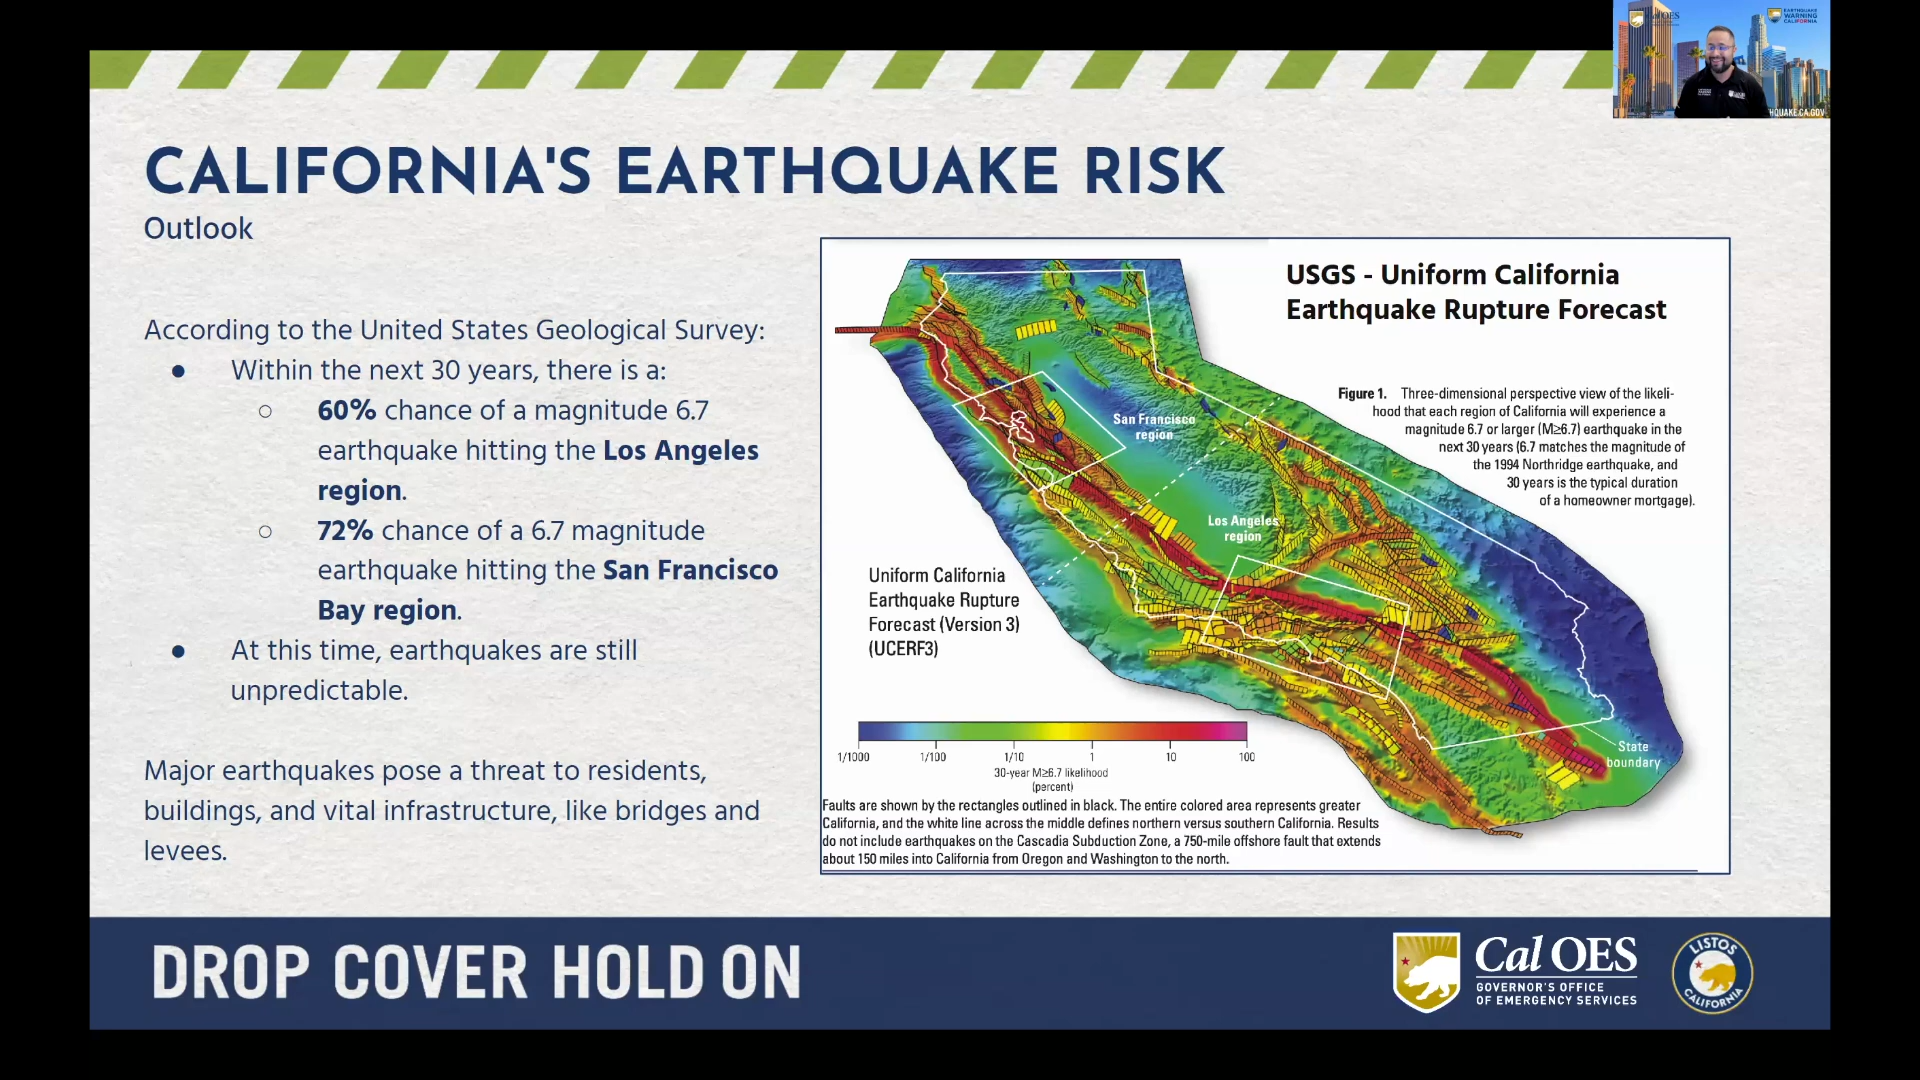 Cal OES
EARTHQUAKE
WARNING
CALIFORNIA
HQUAKE.CA.GOV
CALIFORNIA'S EARTHQUAKE RISK
Outlook
According to the United States Geological Survey:
● Within the next 30 years, there is a:
○ 60% chance of a magnitude 6.7
earthquake hitting the Los Angeles
region.
○ 72% chance of a 6.7 magnitude
earthquake hitting the San Francisco
Bay region.
● At this time, earthquakes are still
unpredictable.
Major earthquakes pose a threat to residents,
buildings, and vital infrastructure, like bridges and
levees.
USGS - Uniform California
Earthquake Rupture Forecast
Figure 1. Three-dimensional perspective view of the likeli-
hood that each region of California will experience a
magnitude 6.7 or larger (M≥6.7) earthquake in the
next 30 years (6.7 matches the magnitude of
the 1994 Northridge earthquake, and
30 years is the typical duration
of a homeowner mortgage).
San Francisco
region
Los Angeles
region
Uniform California
Earthquake Rupture
Forecast (Version 3)
(UCERF3)
State
boundary
1/1000 1/100 1/10 1 10 100
30-year M≥6.7 likelihood
(percent)
Faults are shown by the rectangles outlined in black. The entire colored area represents greater
California, and the white line across the middle defines northern versus southern California. Results
do not include earthquakes on the Cascadia Subduction Zone, a 750-mile offshore fault that extends
about 150 miles into California from Oregon and Washington to the north.
DROP COVER HOLD ON
Cal OES
GOVERNOR'S OFFICE
OF EMERGENCY SERVICES
LISTOS
CALIFORNIA